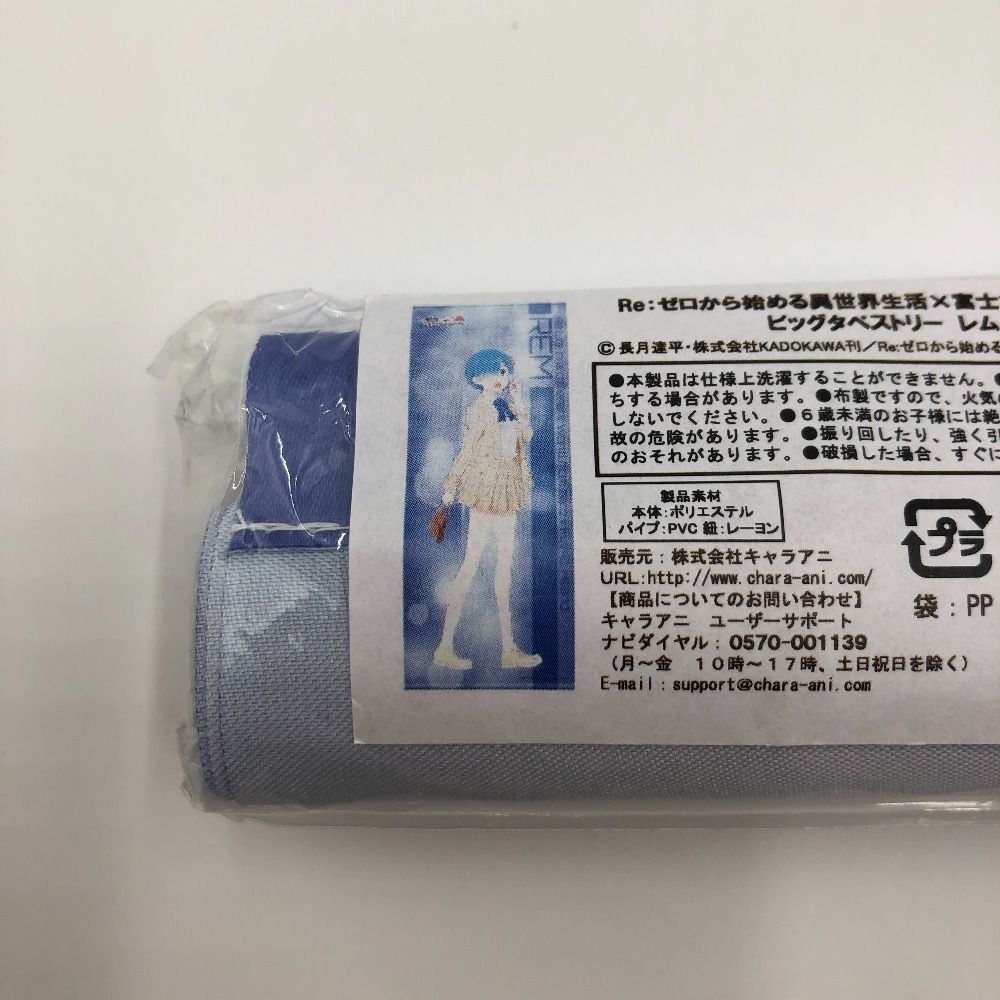 Re:ゼロから始める異世界生活×富士
ビッグタペストリー レム
© 長月達平・株式会社KADOKAWA刊／Re:ゼロから始める
●本製品は仕様上洗濯することができません。●
ちする場合があります。●布製ですので、火気の
しないでください。●６歳未満のお子様には絶
故の危険があります。●振り回したり、強く引
のおそれがあります。●破損した場合、すぐに
製品素材
本体：ポリエステル
パイプ：PVC 紐：レーヨン
プラ
袋：PP
販売元：株式会社キャラアニ
URL:http://www.chara-ani.com/
【商品についてのお問い合わせ】
キャラアニ　ユーザーサポート
ナビダイヤル：0570-001139
（月～金　１０時～１７時、土日祝日を除く）
E-mail：support@chara-ani.com
REM